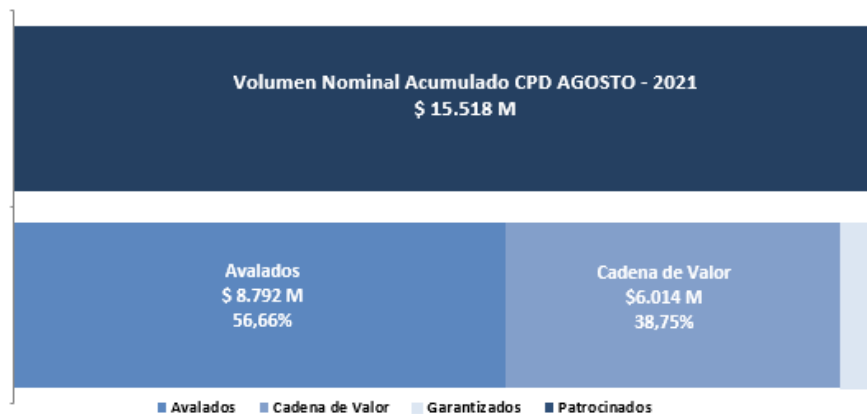 Volumen Nominal Acumulado CPD AGOSTO - 2021
$ 15.518 M
Avalados
$ 8.792 M
56,66%
Cadena de Valor
$6.014 M
38,75%
Avalados Cadena de Valor Garantizados Patrocinados